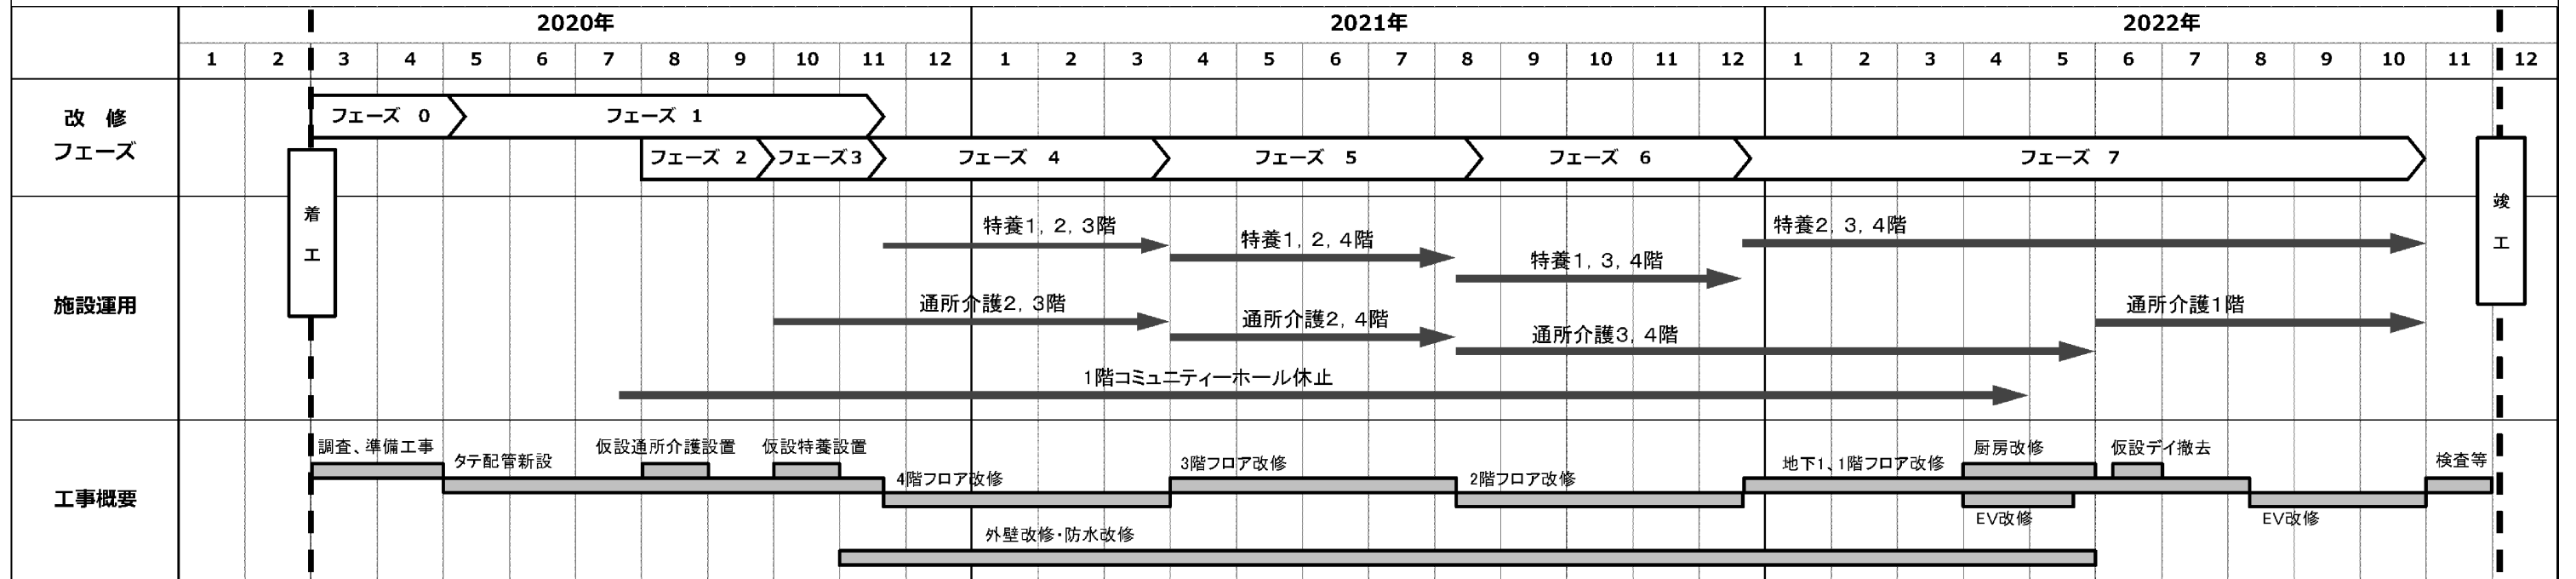 2020年 2021年 2022年
1 2 3 4 5 6 7 8 9 10 11 12 1 2 3 4 5 6 7 8 9 10 11 12 1 2 3 4 5 6 7 8 9 10 11 12
改 修
フェーズ
フェーズ 0 フェーズ 1
フェーズ 2 フェーズ3 フェーズ 4 フェーズ 5 フェーズ 6 フェーズ 7
着
工
竣
工
施設運用
特養1, 2, 3階
特養1, 2, 4階
特養1, 3, 4階
特養2, 3, 4階
通所介護2, 3階
通所介護2, 4階
通所介護3, 4階
通所介護1階
1階コミュニティーホール休止
工事概要
調査、準備工事
タテ配管新設
仮設通所介護設置
仮設特養設置
4階フロア改修
3階フロア改修
2階フロア改修
地下1、1階フロア改修
厨房改修
仮設デイ撤去
検査等
EV改修
EV改修
外壁改修・防水改修